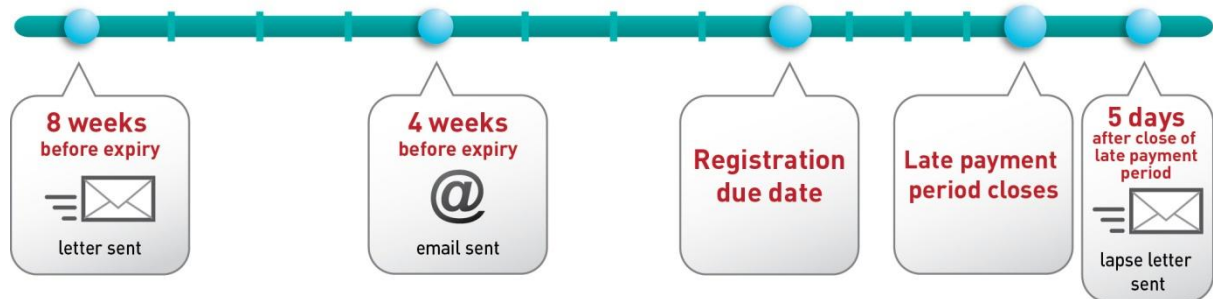 8 weeks
before expiry
letter sent
4 weeks
before expiry
@
email sent
Registration
due date
Late payment
period closes
5 days
after close of
late payment
period
lapse letter
sent